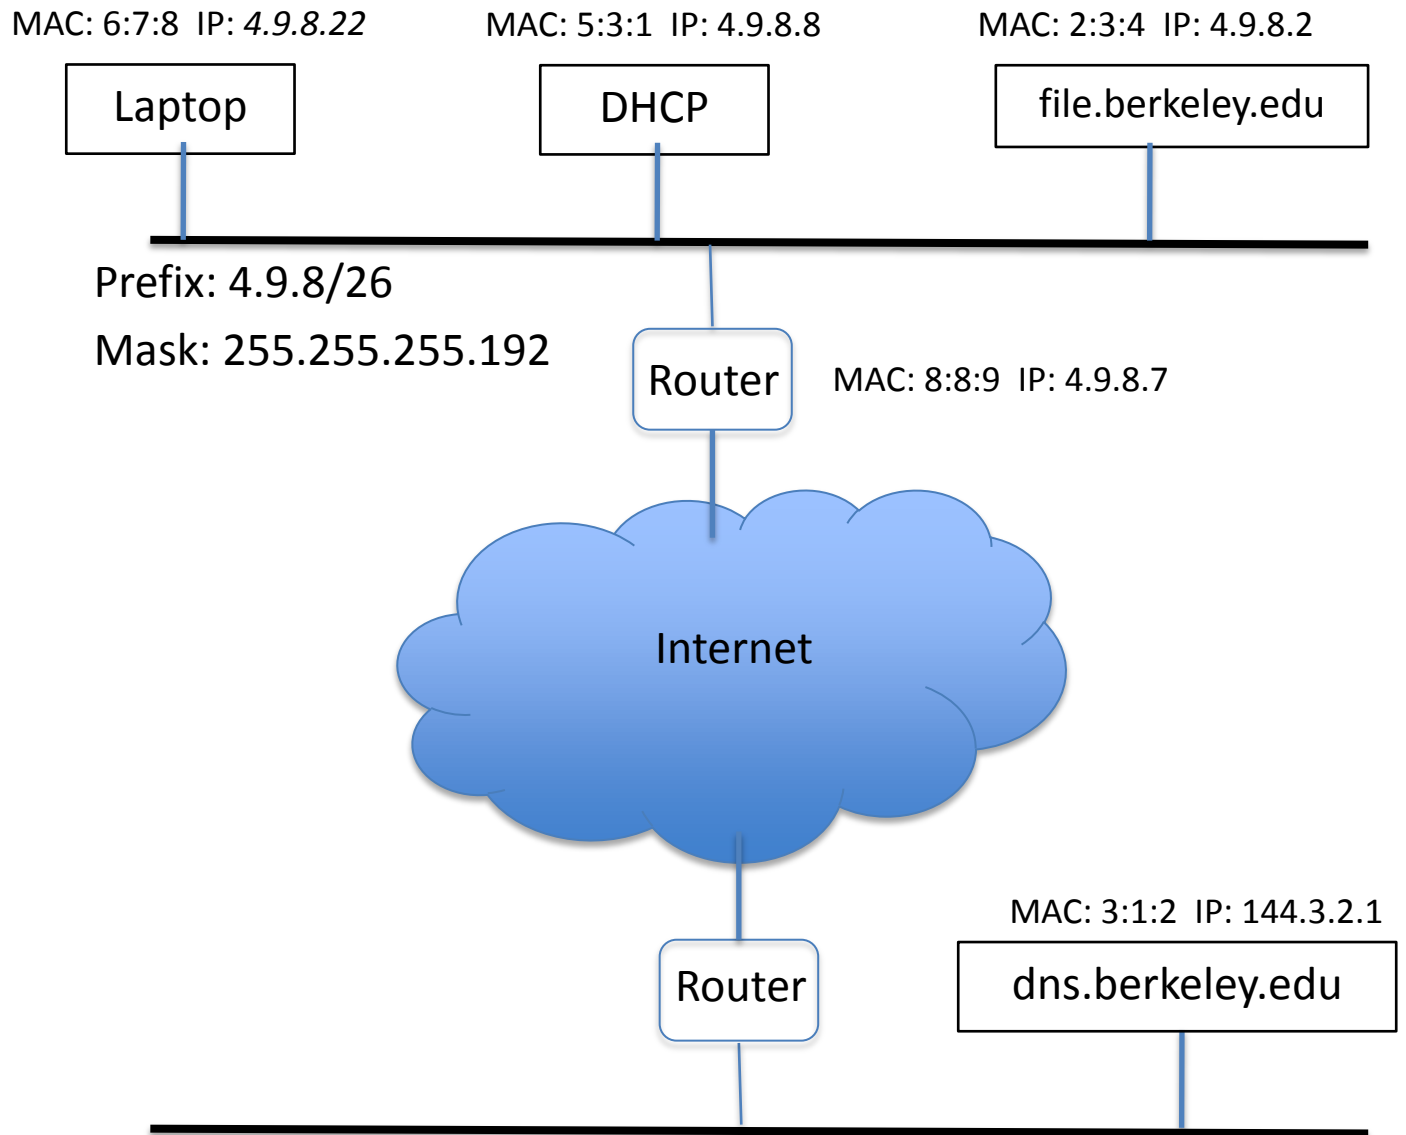 MAC: 6:7:8  IP: 4.9.8.22
MAC: 5:3:1  IP: 4.9.8.8
MAC: 2:3:4  IP: 4.9.8.2
Laptop
DHCP
file.berkeley.edu
Prefix: 4.9.8/26
Mask: 255.255.255.192
Router
MAC: 8:8:9  IP: 4.9.8.7
Internet
MAC: 3:1:2  IP: 144.3.2.1
Router
dns.berkeley.edu